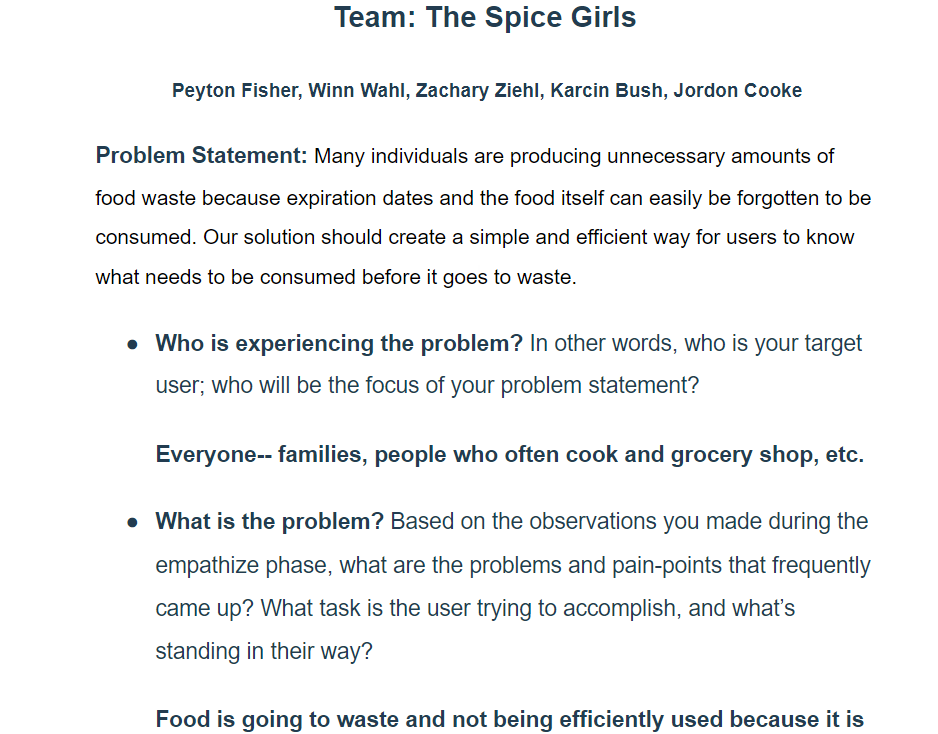 Team: The Spice Girls
Peyton Fisher, Winn Wahl, Zachary Ziehl, Karcin Bush, Jordon Cooke
Problem Statement: Many individuals are producing unnecessary amounts of
food waste because expiration dates and the food itself can easily be forgotten to be
consumed. Our solution should create a simple and efficient way for users to know
what needs to be consumed before it goes to waste.
● Who is experiencing the problem? In other words, who is your target
user; who will be the focus of your problem statement?
Everyone-- families, people who often cook and grocery shop, etc.
● What is the problem? Based on the observations you made during the
empathize phase, what are the problems and pain-points that frequently
came up? What task is the user trying to accomplish, and what’s
standing in their way?
Food is going to waste and not being efficiently used because it is